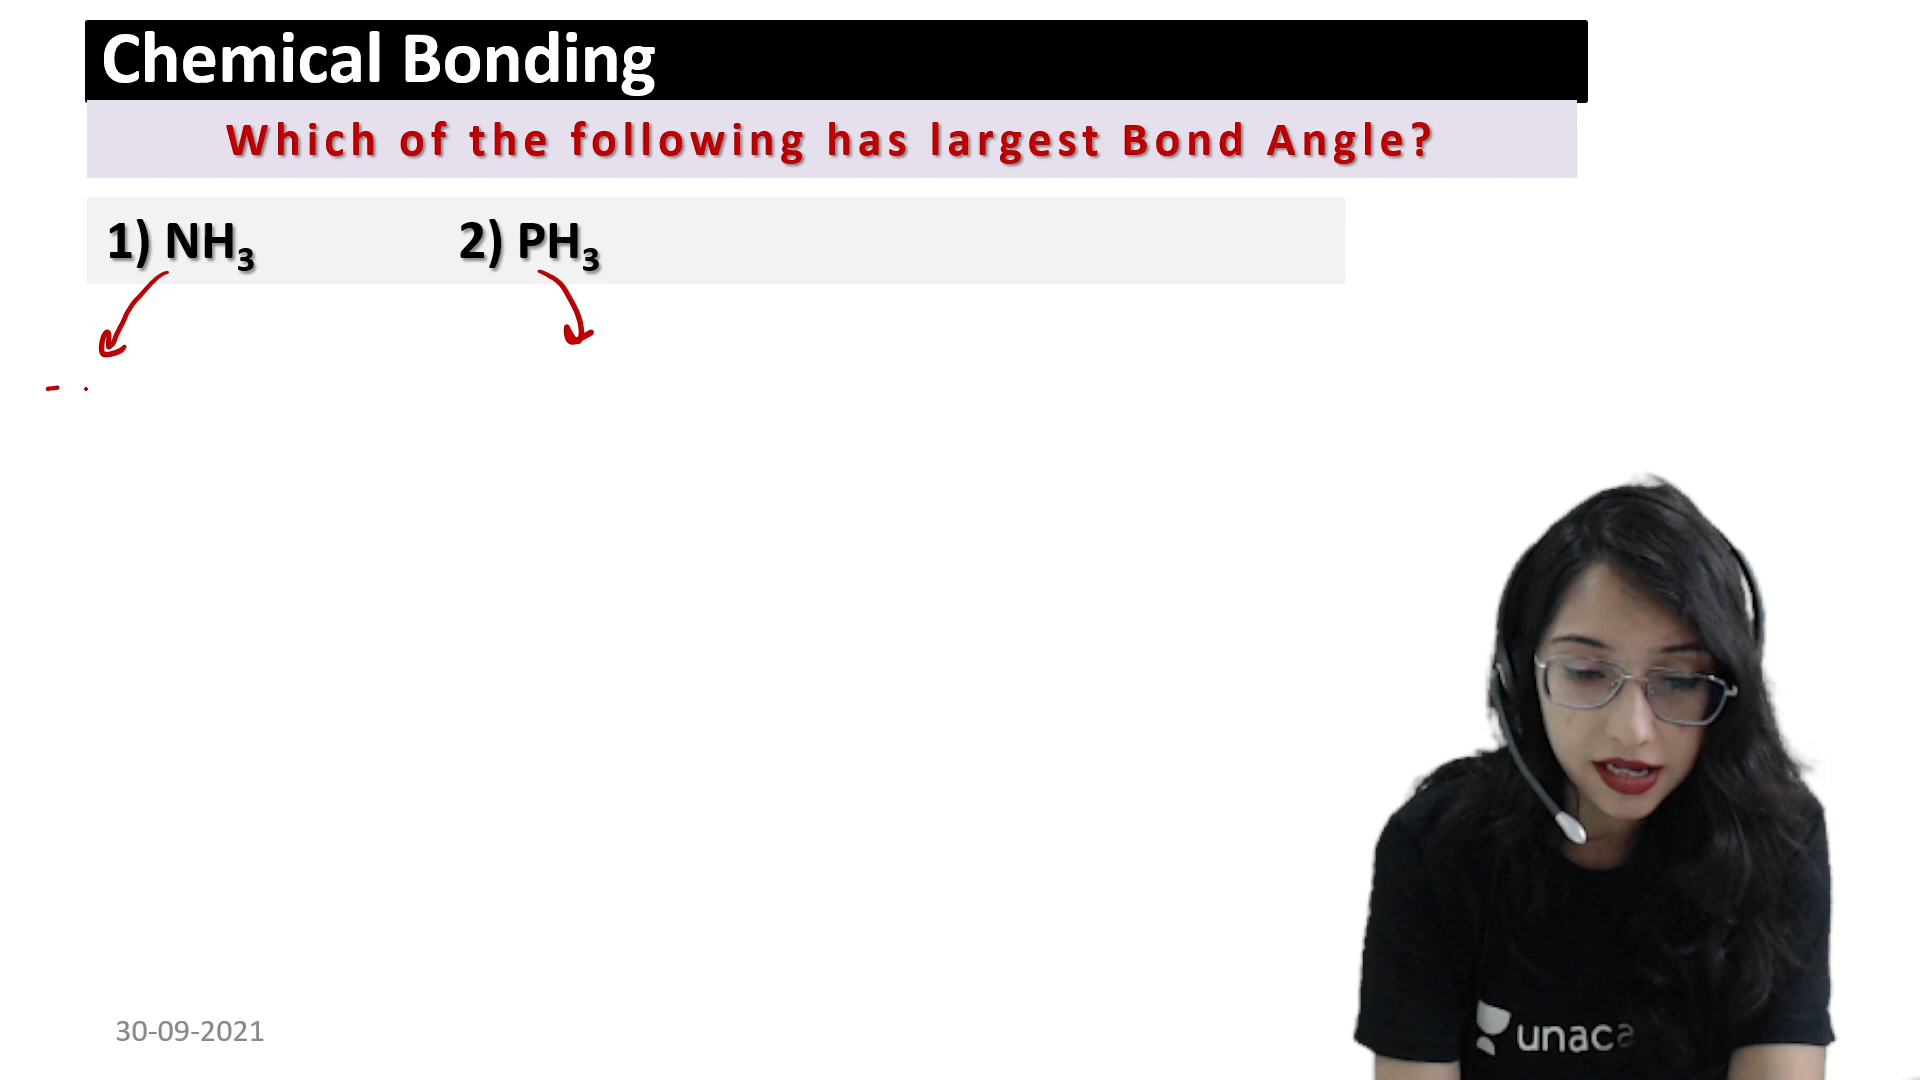 Chemical Bonding
Which of the following has largest Bond Angle?
1) NH₃ 2) PH₃
30-09-2021
unaca